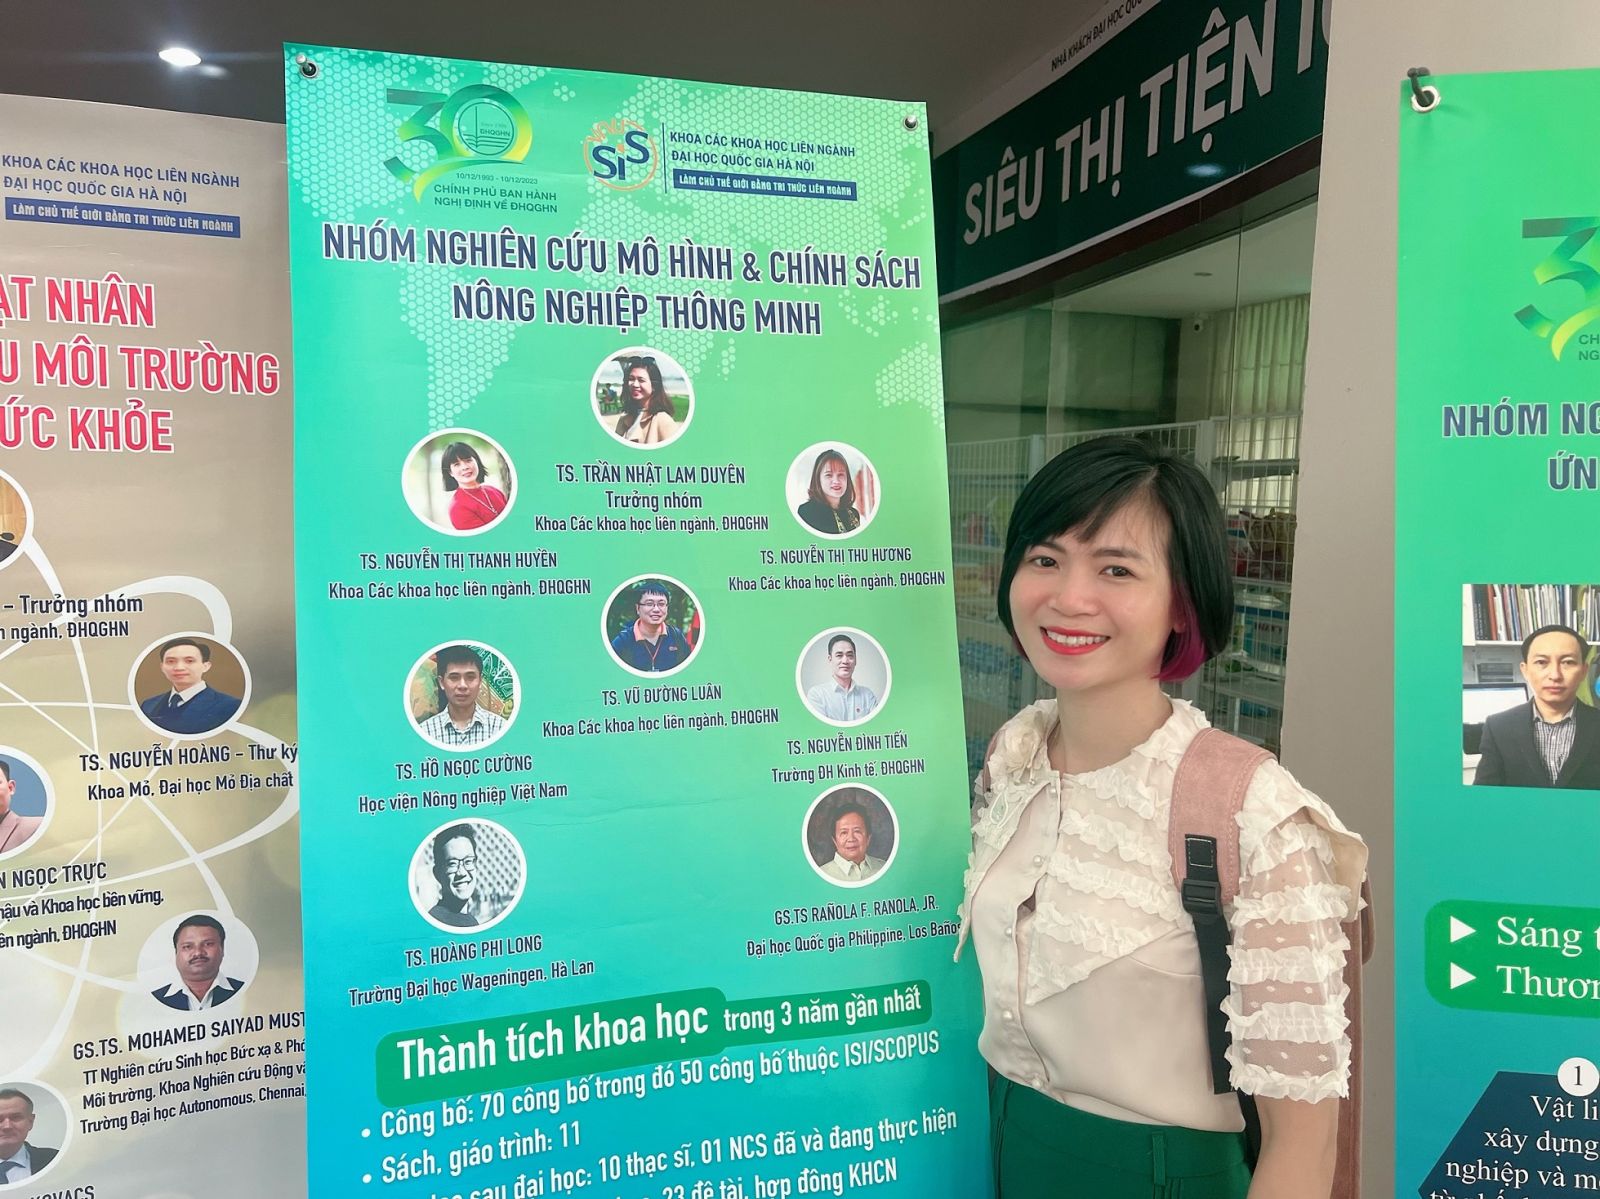 KHOA CÁC KHOA HỌC LIÊN NGÀNH
ĐẠI HỌC QUỐC GIA HÀ NỘI
LÀM CHỦ THẾ GIỚI BẰNG TRI THỨC LIÊN NGÀNH
ẠT NHÂN
U MÔI TRƯỜNG
ỨC KHỎE
– Trưởng nhóm
n ngành, ĐHQGHN
TS. NGUYỄN HOÀNG – Thư ký
Khoa Mỏ, Đại học Mỏ Địa chất
N NGỌC TRỰC
hậu và Khoa học bền vững,
ên ngành, ĐHQGHN
GS.TS. MOHAMED SAIYAD MUST
TT Nghiên cứu Sinh học Bức xạ & Phó
Môi trường, Khoa Nghiên cứu Động vậ
Trường Đại học Autonomous, Chennai,
KOVACS
30
Since 1906
ĐHQGHN
10/12/1993 - 10/12/2023
CHÍNH PHỦ BAN HÀNH
NGHỊ ĐỊNH VỀ ĐHQGHN
SIS
KHOA CÁC KHOA HỌC LIÊN NGÀNH
ĐẠI HỌC QUỐC GIA HÀ NỘI
LÀM CHỦ THẾ GIỚI BẰNG TRI THỨC LIÊN NGÀNH
NHÓM NGHIÊN CỨU MÔ HÌNH & CHÍNH SÁCH
NÔNG NGHIỆP THÔNG MINH
TS. TRẦN NHẬT LAM DUYÊN
Trưởng nhóm
Khoa Các khoa học liên ngành, ĐHQGHN
TS. NGUYỄN THỊ THANH HUYỀN
Khoa Các khoa học liên ngành, ĐHQGHN
TS. NGUYỄN THỊ THU HƯƠNG
Khoa Các khoa học liên ngành, ĐHQGHN
TS. VŨ ĐƯỜNG LUÂN
Khoa Các khoa học liên ngành, ĐHQGHN
TS. HỒ NGỌC CƯỜNG
Học viện Nông nghiệp Việt Nam
TS. NGUYỄN ĐÌNH TIẾN
Trường ĐH Kinh tế, ĐHQGHN
TS. HOÀNG PHI LONG
Trường Đại học Wageningen, Hà Lan
GS.TS RAÑOLA F. RANOLA, JR.
Đại học Quốc gia Philippine, Los Baños
Thành tích khoa học trong 3 năm gần nhất
• Công bố: 70 công bố trong đó 50 công bố thuộc ISI/SCOPUS
• Sách, giáo trình: 11
sau đại học: 10 thạc sĩ, 01 NCS đã và đang thực hiện
23 đề tài, hợp đồng KHCN
NHÀ KHÁCH ĐẠI HỌC QUỐC
SIÊU THỊ TIỆN
3
CH
NG
NHÓM NG
ỨN
► Sáng t
► Thươn
1
Vật li
xây dựng
nghiệp và m